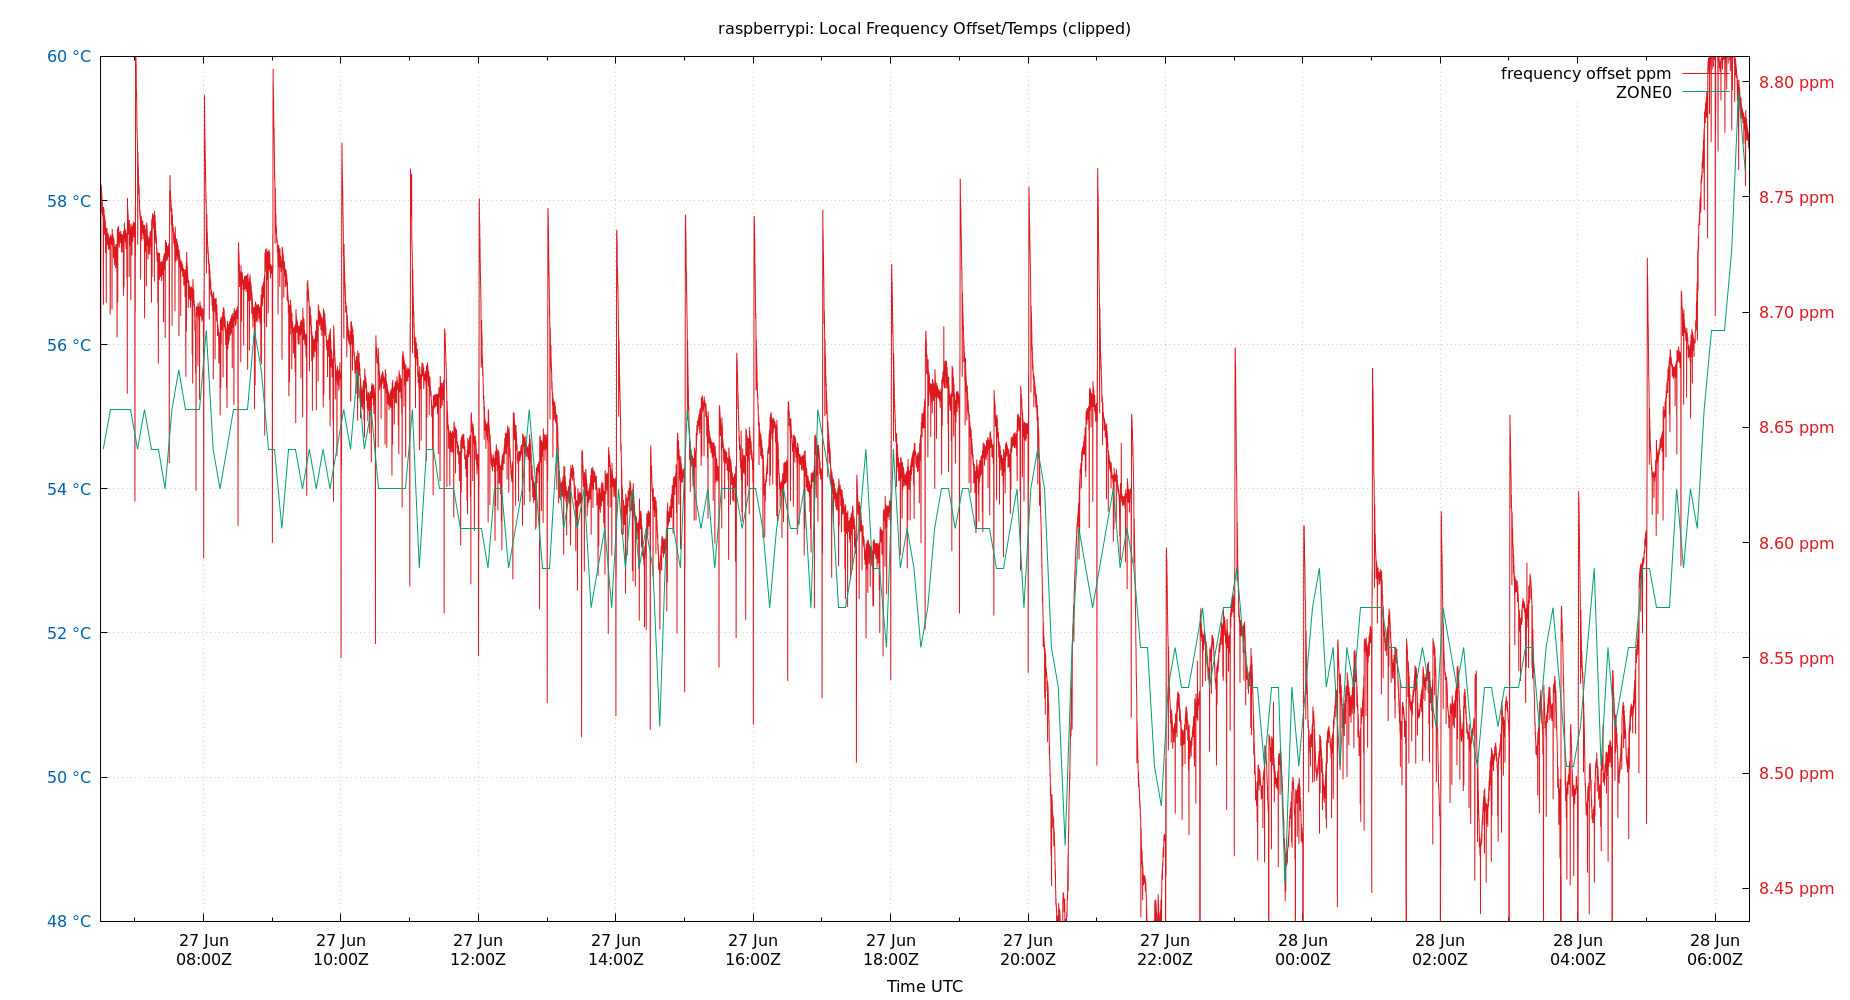 raspberrypi: Local Frequency Offset/Temps (clipped)
60 °C
58 °C
56 °C
54 °C
52 °C
50 °C
48 °C
frequency offset ppm
ZONE0
8.80 ppm
8.75 ppm
8.70 ppm
8.65 ppm
8.60 ppm
8.55 ppm
8.50 ppm
8.45 ppm
27 Jun 27 Jun 27 Jun 27 Jun 27 Jun 27 Jun 27 Jun 27 Jun 28 Jun 28 Jun 28 Jun 28 Jun
08:00Z 10:00Z 12:00Z 14:00Z 16:00Z 18:00Z 20:00Z 22:00Z 00:00Z 02:00Z 04:00Z 06:00Z
Time UTC